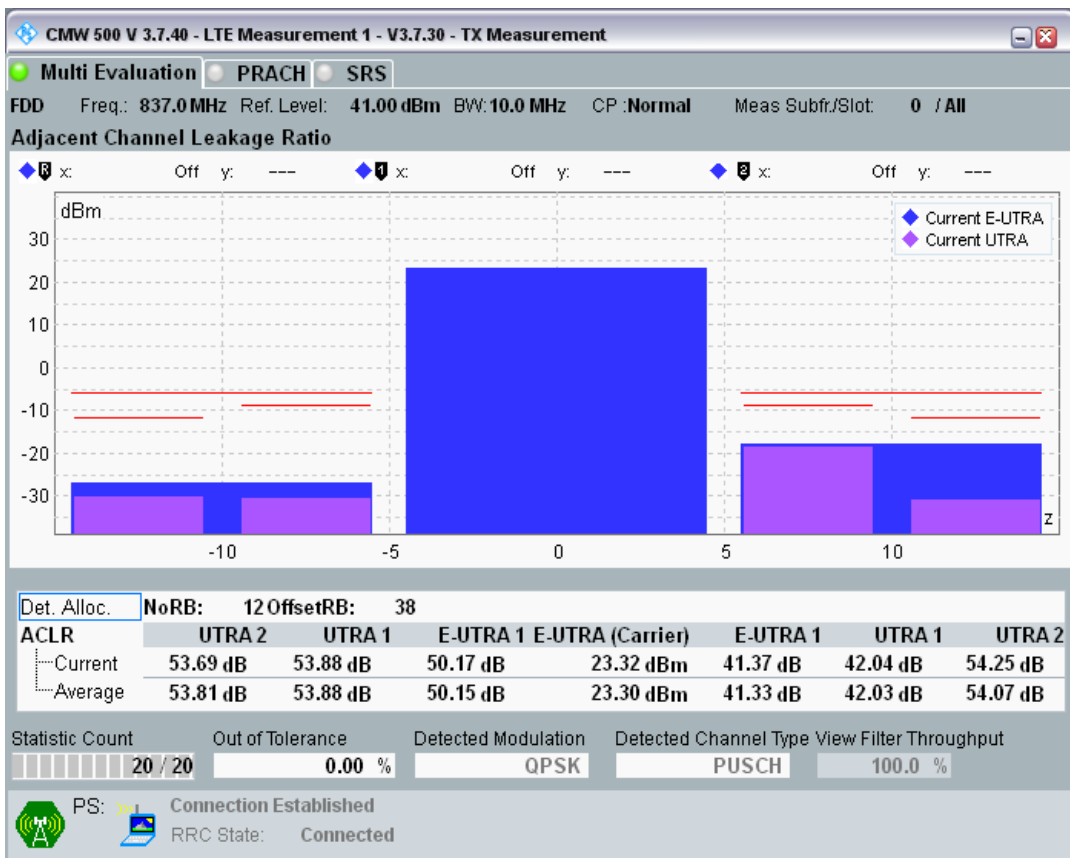 CMW 500 V 3.7.40 - LTE Measurement 1 - V3.7.30 - TX Measurement
Multi Evaluation PRACH SRS
FDD Freq.: 837.0 MHz Ref. Level: 41.00 dBm BW: 10.0 MHz CP :Normal Meas Subfr./Slot: 0 / All
Adjacent Channel Leakage Ratio
R x: Off y: --- 1 x: Off y: --- 2 x: Off y: ---
dBm
Current E-UTRA
Current UTRA
30
20
10
0
-10
-20
-30
z
-10 -5 0 5 10
Det. Alloc. NoRB: 12 OffsetRB: 38
ACLR UTRA 2 UTRA 1 E-UTRA 1 E-UTRA (Carrier) E-UTRA 1 UTRA 1 UTRA 2
Current 53.69 dB 53.88 dB 50.17 dB 23.32 dBm 41.37 dB 42.04 dB 54.25 dB
Average 53.81 dB 53.88 dB 50.15 dB 23.30 dBm 41.33 dB 42.03 dB 54.07 dB
Statistic Count Out of Tolerance Detected Modulation Detected Channel Type View Filter Throughput
20 / 20 0.00 % QPSK PUSCH 100.0 %
PS: Connection Established
RRC State: Connected